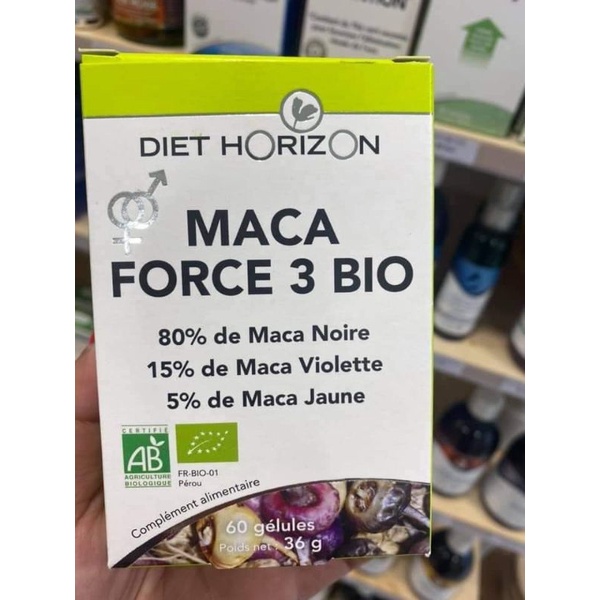 DIET HORIZON
MACA
FORCE 3 BIO
80% de Maca Noire
15% de Maca Violette
5% de Maca Jaune
CERTIFIÉ
AB
AGRICULTURE
BIOLOGIQUE
FR-BIO-01
Pérou
Complément alimentaire
60 gélules
Poids net : 36 g